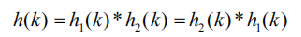 h(k) = h₁(k) * h₂(k) = h₂(k) * h₁(k)